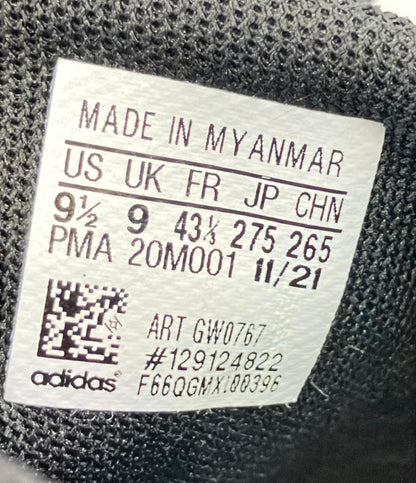 MADE IN MYANMAR
US UK FR JP CHN
9½ 9 43⅓ 275 265
PMA 20M001 11/21
ART GW0767
#129124822
adidas® F66QGMX100396